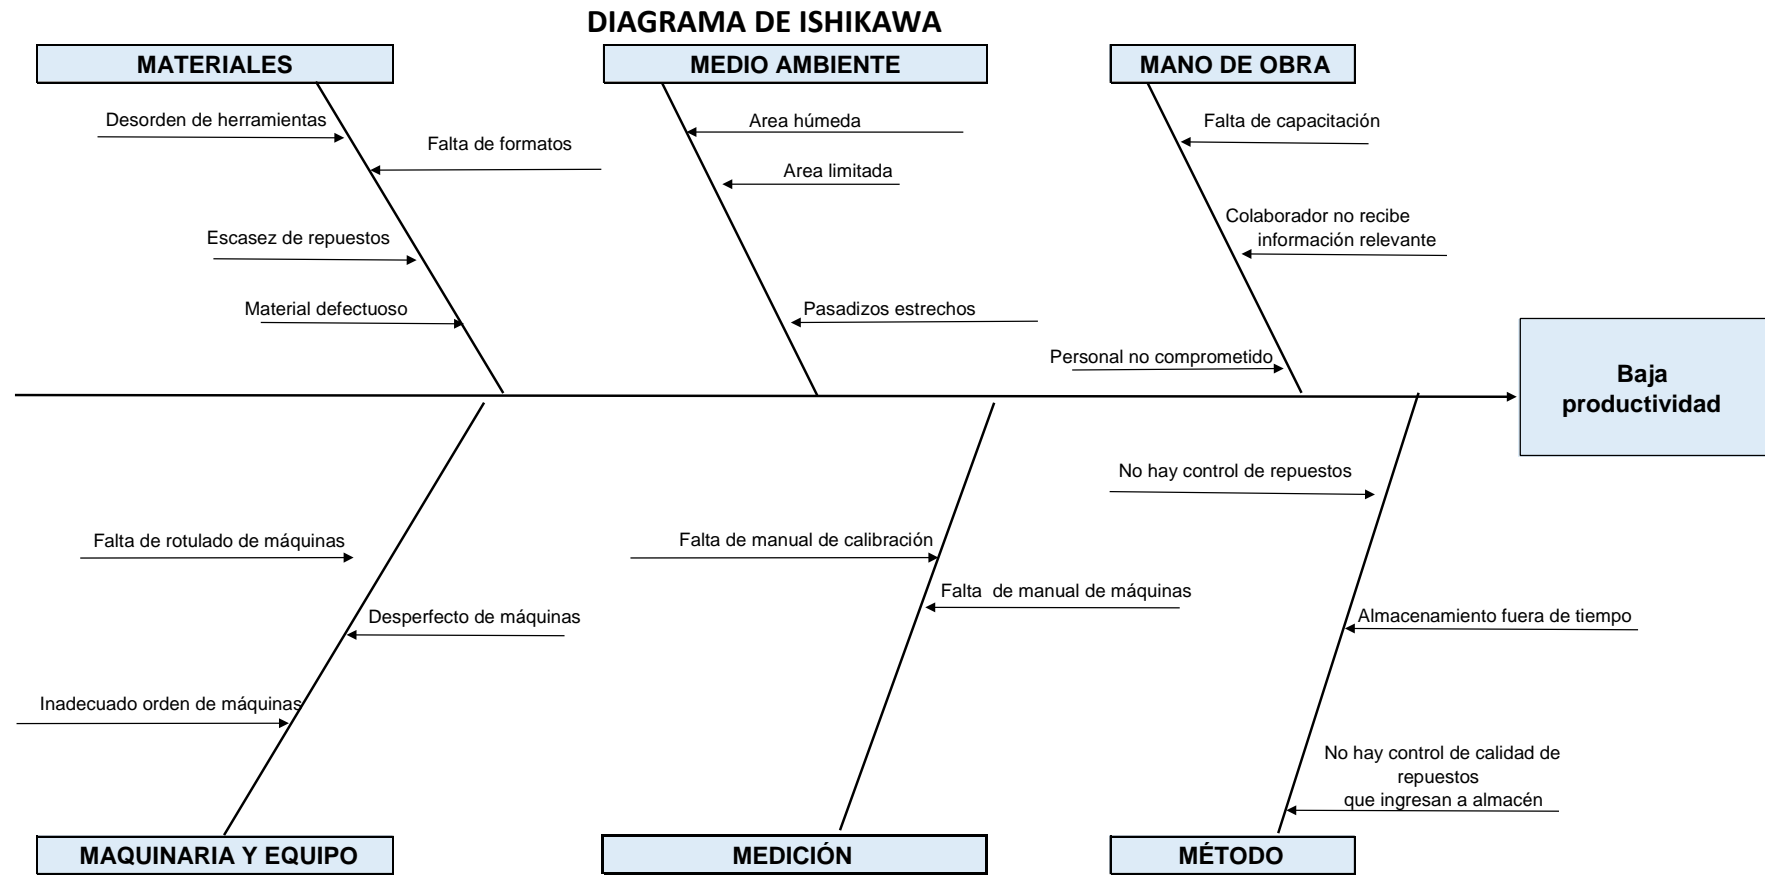 DIAGRAMA DE ISHIKAWA
MATERIALES
MEDIO AMBIENTE
MANO DE OBRA
Desorden de herramientas
Falta de formatos
Escasez de repuestos
Material defectuoso
Area húmeda
Area limitada
Pasadizos estrechos
Falta de capacitación
Colaborador no recibe
información relevante
Personal no comprometido
Baja
productividad
Falta de rotulado de máquinas
Desperfecto de máquinas
Inadecuado orden de máquinas
Falta de manual de calibración
Falta  de manual de máquinas
No hay control de repuestos
Almacenamiento fuera de tiempo
No hay control de calidad de
repuestos
que ingresan a almacén
MAQUINARIA Y EQUIPO
MEDICIÓN
MÉTODO